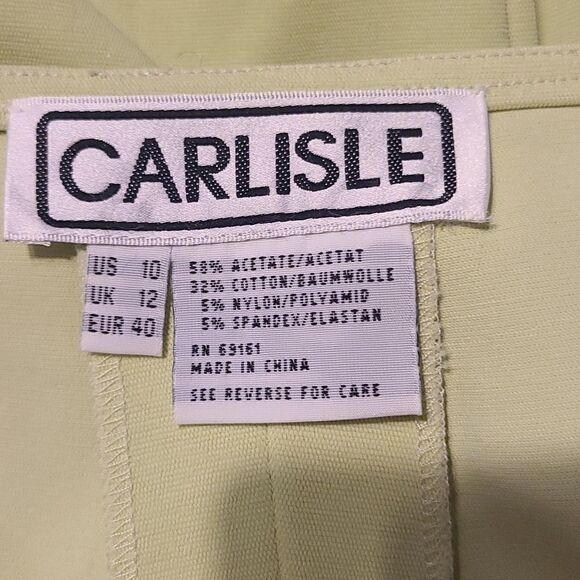 CARLISLE
US 10
UK 12
EUR 40
58% ACETATE/ACETAT
32% COTTON/BAUMWOLLE
5% NYLON/POLYAMID
5% SPANDEX/ELASTAN
RN 69161
MADE IN CHINA
SEE REVERSE FOR CARE